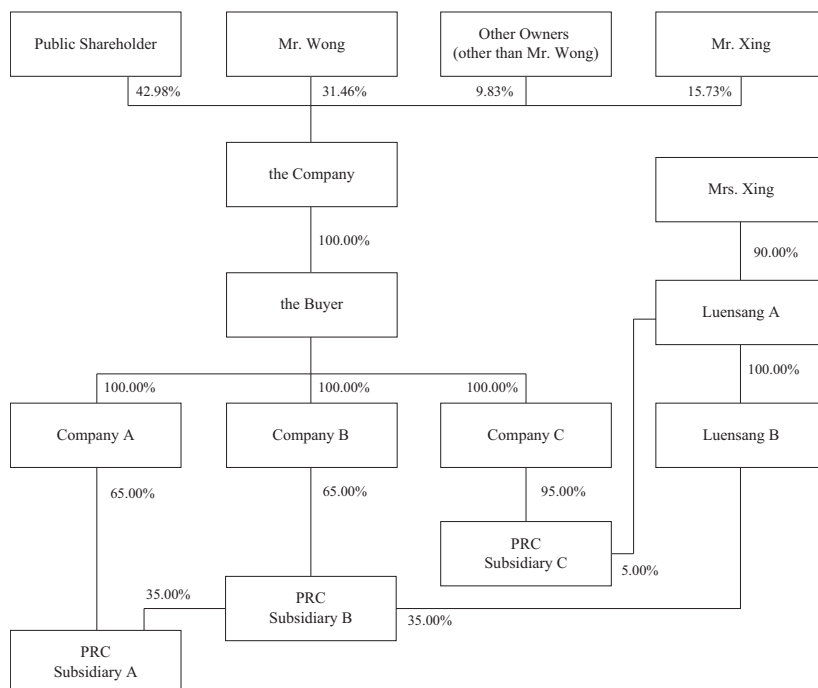 Public Shareholder
Mr. Wong
Other Owners
(other than Mr. Wong)
Mr. Xing
42.98%
31.46%
9.83%
15.73%
the Company
Mrs. Xing
100.00%
90.00%
the Buyer
Luensang A
100.00%
100.00%
100.00%
100.00%
Company A
Company B
Company C
Luensang B
65.00%
65.00%
95.00%
PRC
Subsidiary C
5.00%
35.00%
PRC
Subsidiary B
35.00%
PRC
Subsidiary A